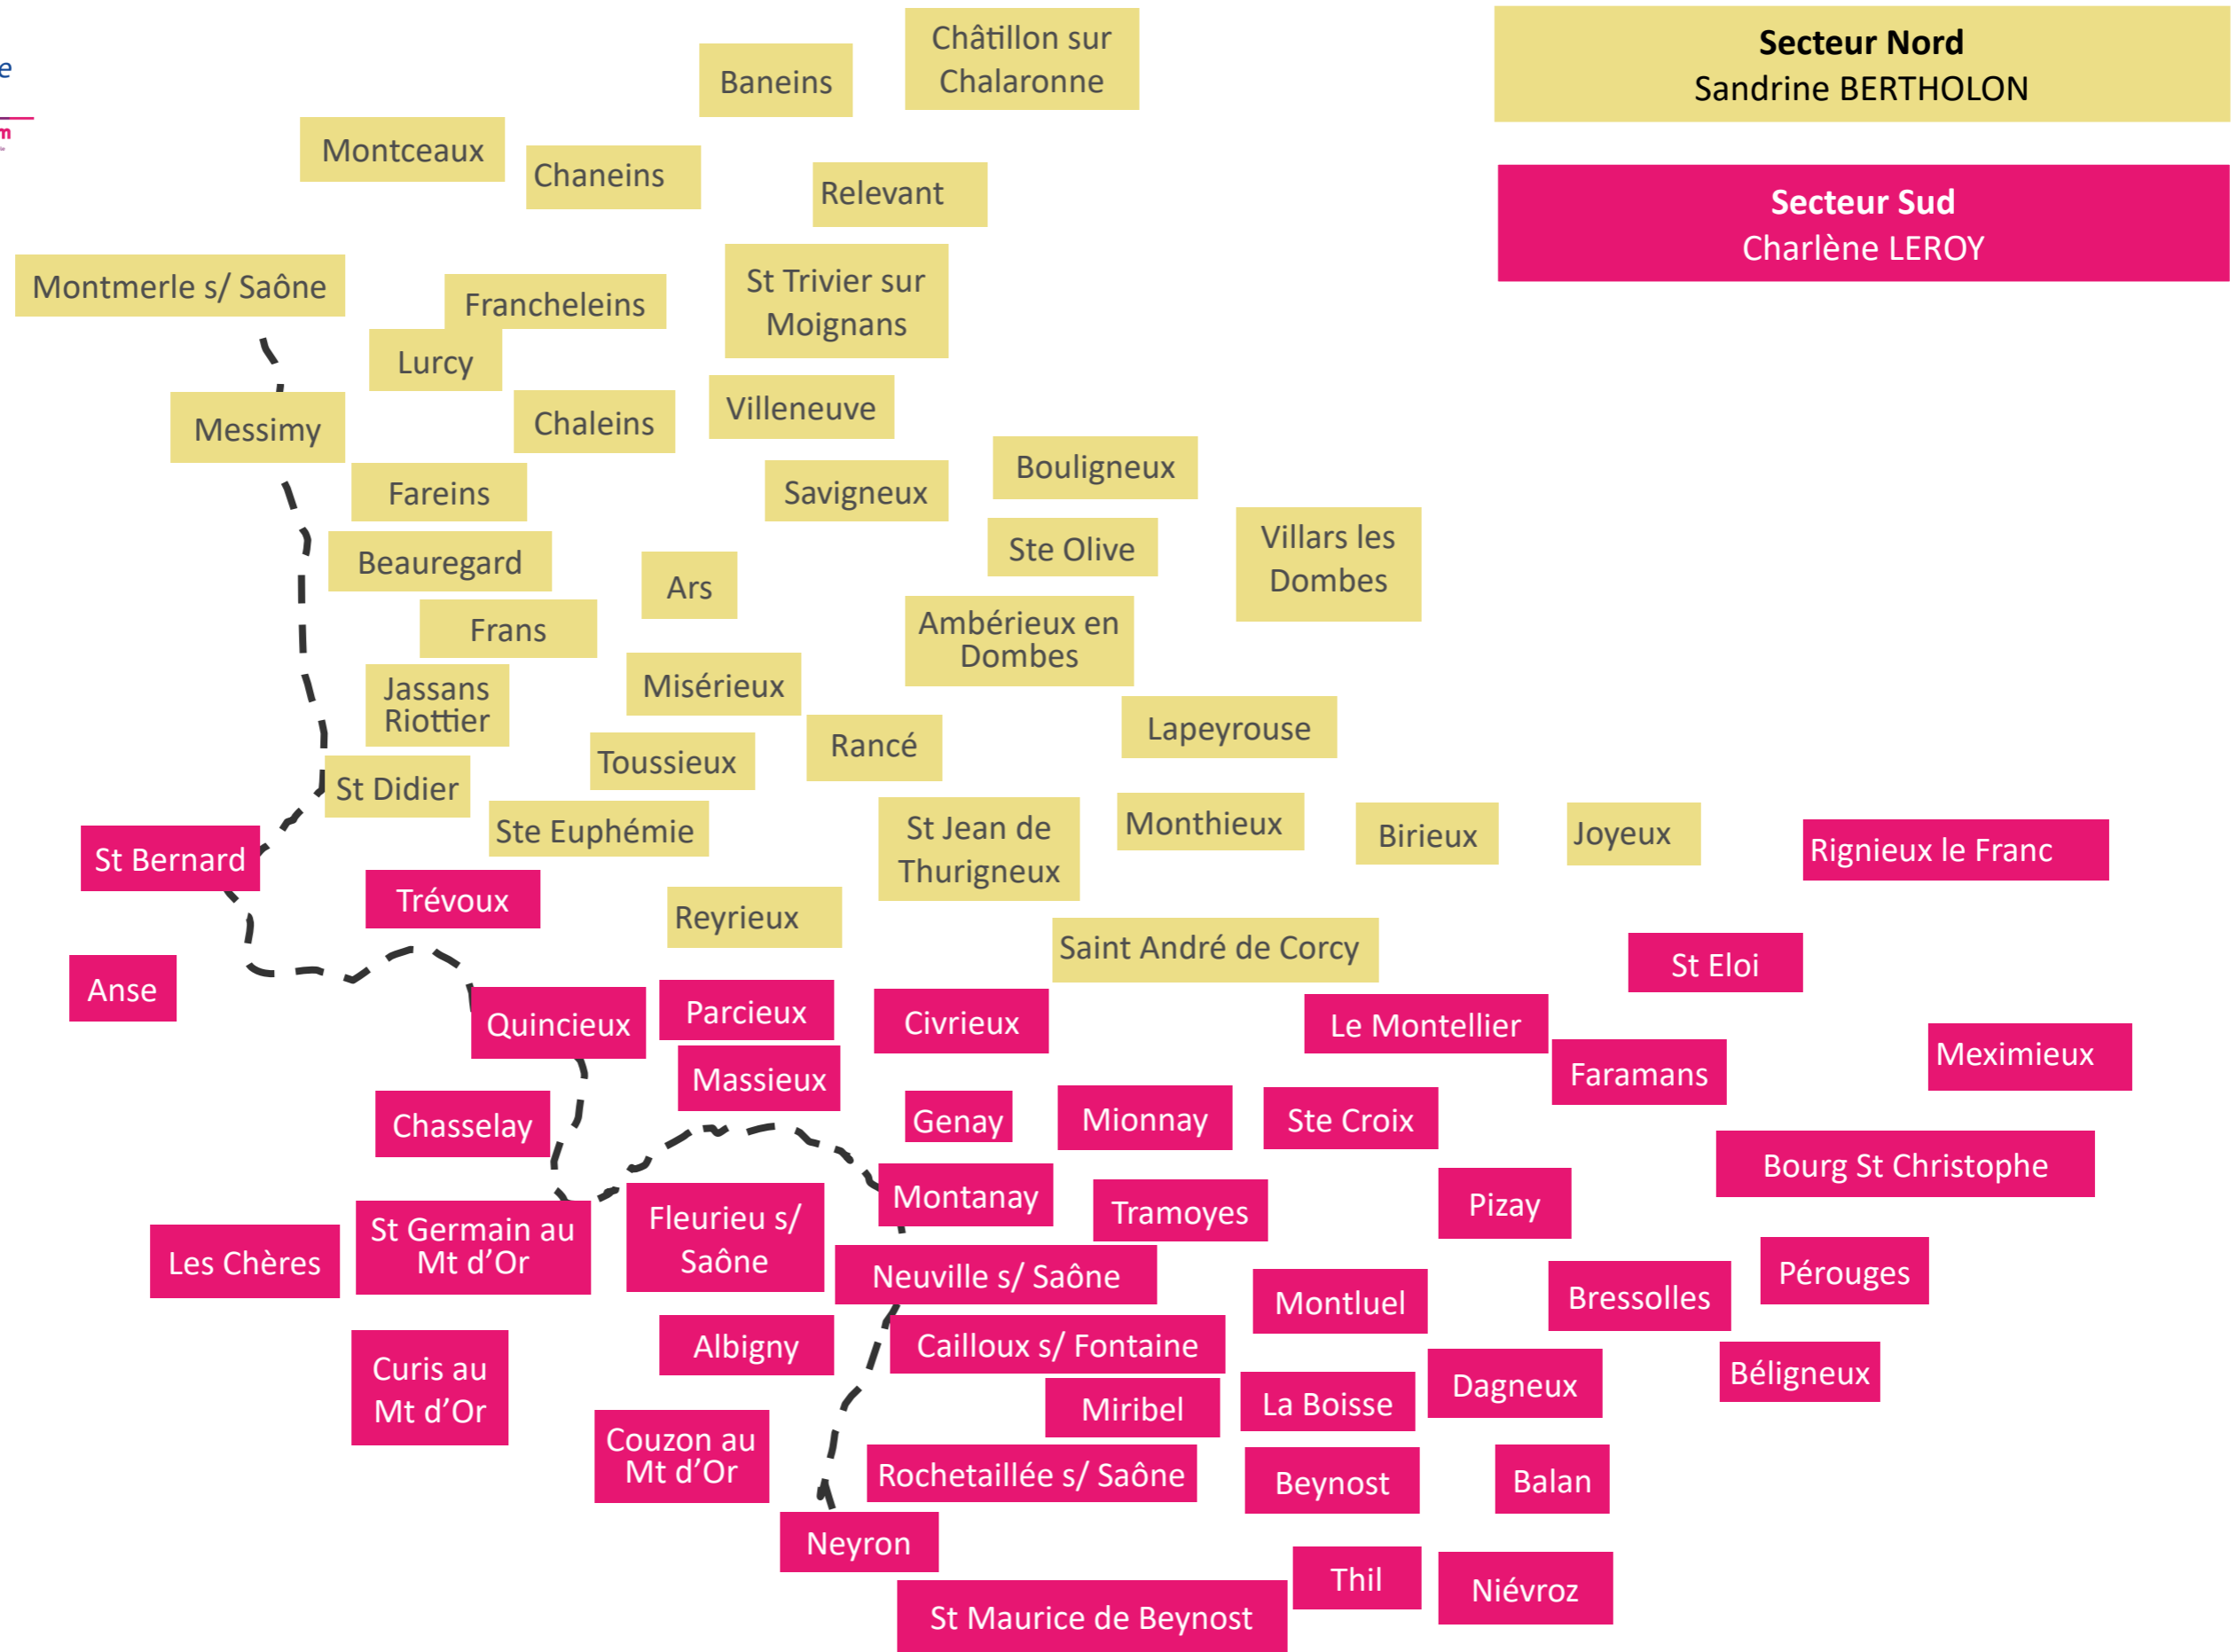 e
m
Châtillon sur
Chalaronne
Secteur Nord
Sandrine BERTHOLON
Baneins
Montceaux
Chaneins
Relevant
Secteur Sud
Charlène LEROY
Montmerle s/ Saône
Francheleins
St Trivier sur
Moignans
Lurcy
Messimy
Chaleins
Villeneuve
Fareins
Savigneux
Bouligneux
Beauregard
Ars
Ste Olive
Villars les
Dombes
Frans
Ambérieux en
Dombes
Jassans
Riottier
Misérieux
Rancé
Lapeyrouse
Toussieux
St Didier
Ste Euphémie
St Jean de
Thurigneux
Monthieux
Birieux
Joyeux
Rignieux le Franc
St Bernard
Trévoux
Reyrieux
Saint André de Corcy
St Eloi
Anse
Quincieux
Parcieux
Civrieux
Le Montellier
Meximieux
Massieux
Faramans
Chasselay
Genay
Mionnay
Ste Croix
Bourg St Christophe
Montanay
Tramoyes
Pizay
Les Chères
St Germain au
Mt d’Or
Fleurieu s/
Saône
Neuville s/ Saône
Montluel
Bressolles
Pérouges
Albigny
Cailloux s/ Fontaine
Curis au
Mt d’Or
Miribel
La Boisse
Dagneux
Béligneux
Couzon au
Mt d’Or
Rochetaillée s/ Saône
Beynost
Balan
Neyron
Thil
Niévroz
St Maurice de Beynost